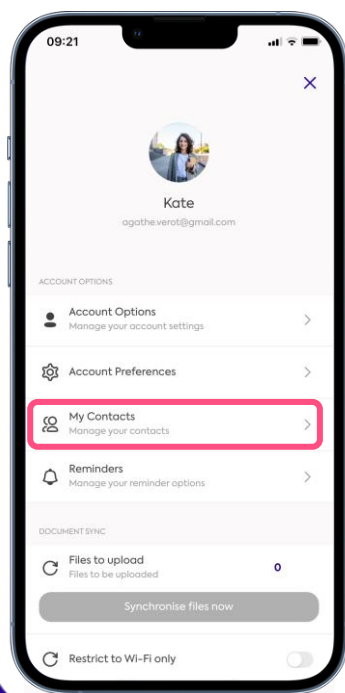 09:21
Kate
agathe.verot@gmail.com
ACCOUNT OPTIONS
Account Options
Manage your account settings
Account Preferences
My Contacts
Manage your contacts
Reminders
Manage your reminder options
DOCUMENT SYNC
Files to upload
Files to be uploaded
0
Synchronise files now
Restrict to Wi-Fi only